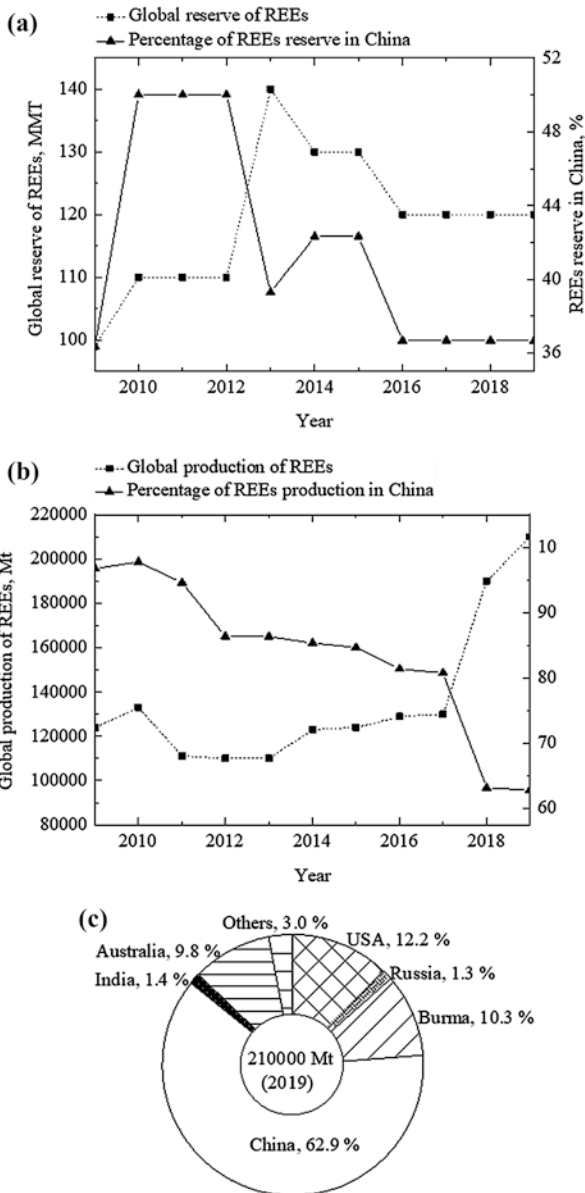 (a)
Global reserve of REEs
Percentage of REEs reserve in China
Global reserve of REEs, MMT
140
130
120
110
100
52
48
44
40
36
REEs reserve in China, %
2010 2012 2014 2016 2018
Year
(b)
Global production of REEs
Percentage of REEs production in China
Global production of REEs, Mt
220000
200000
180000
160000
140000
120000
100000
80000
10
90
80
70
60
2010 2012 2014 2016 2018
Year
(c)
Others, 3.0 %
USA, 12.2 %
Australia, 9.8 %
Russia, 1.3 %
India, 1.4 %
Burma, 10.3 %
210000 Mt
(2019)
China, 62.9 %